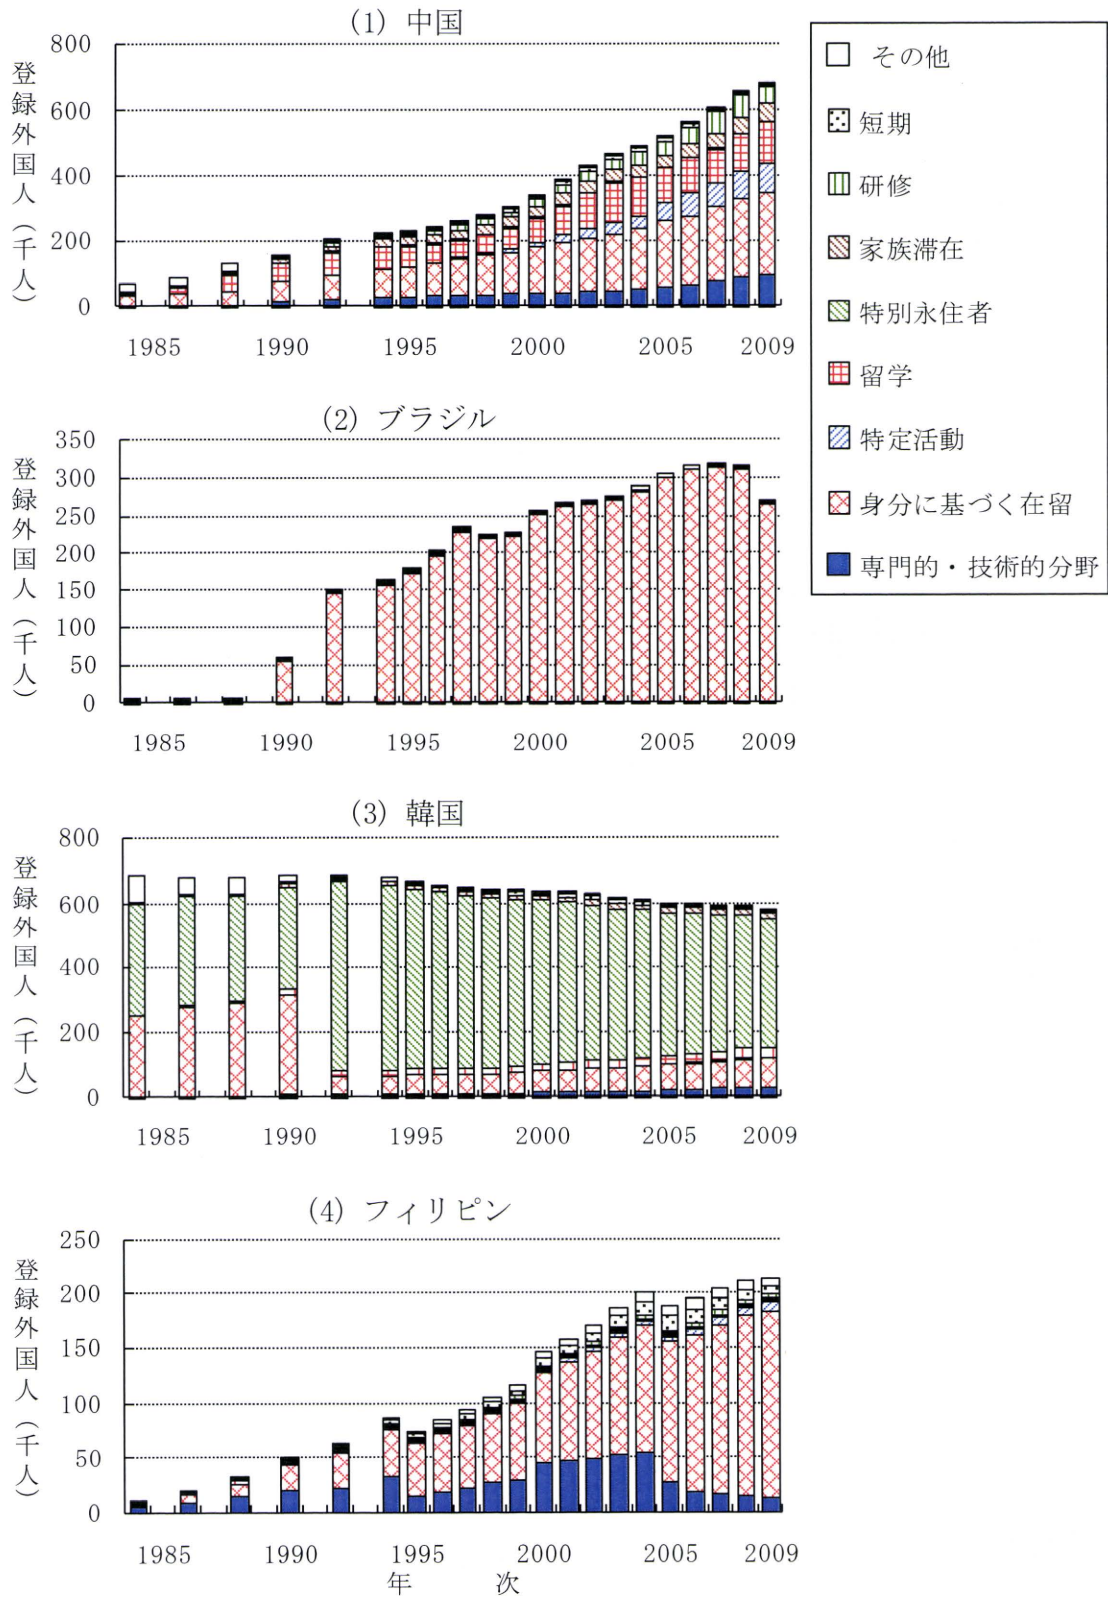 (1) 中国
登録外国人（千人）
800
600
400
200
0
1985 1990 1995 2000 2005 2009
その他
短期
研修
家族滞在
特別永住者
留学
特定活動
身分に基づく在留
専門的・技術的分野
(2) ブラジル
登録外国人（千人）
350
300
250
200
150
100
50
0
1985 1990 1995 2000 2005 2009
(3) 韓国
登録外国人（千人）
800
600
400
200
0
1985 1990 1995 2000 2005 2009
(4) フィリピン
登録外国人（千人）
250
200
150
100
50
0
1985 1990 1995 2000 2005 2009
年 次